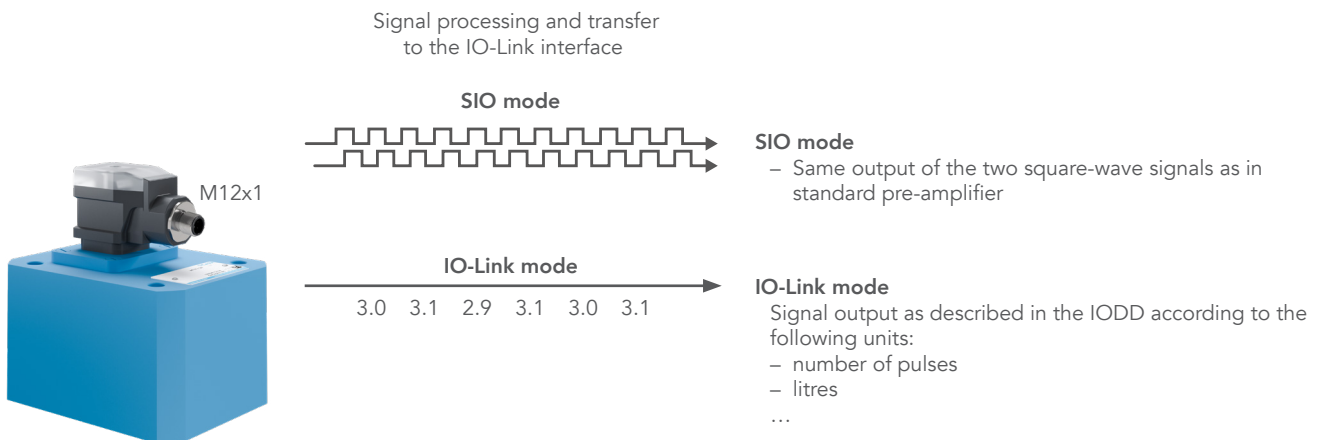 Signal processing and transfer
to the IO-Link interface
SIO mode
M12x1
SIO mode
– Same output of the two square-wave signals as in
standard pre-amplifier
IO-Link mode
3.0 3.1 2.9 3.1 3.0 3.1
IO-Link mode
Signal output as described in the IODD according to the
following units:
– number of pulses
– litres
…